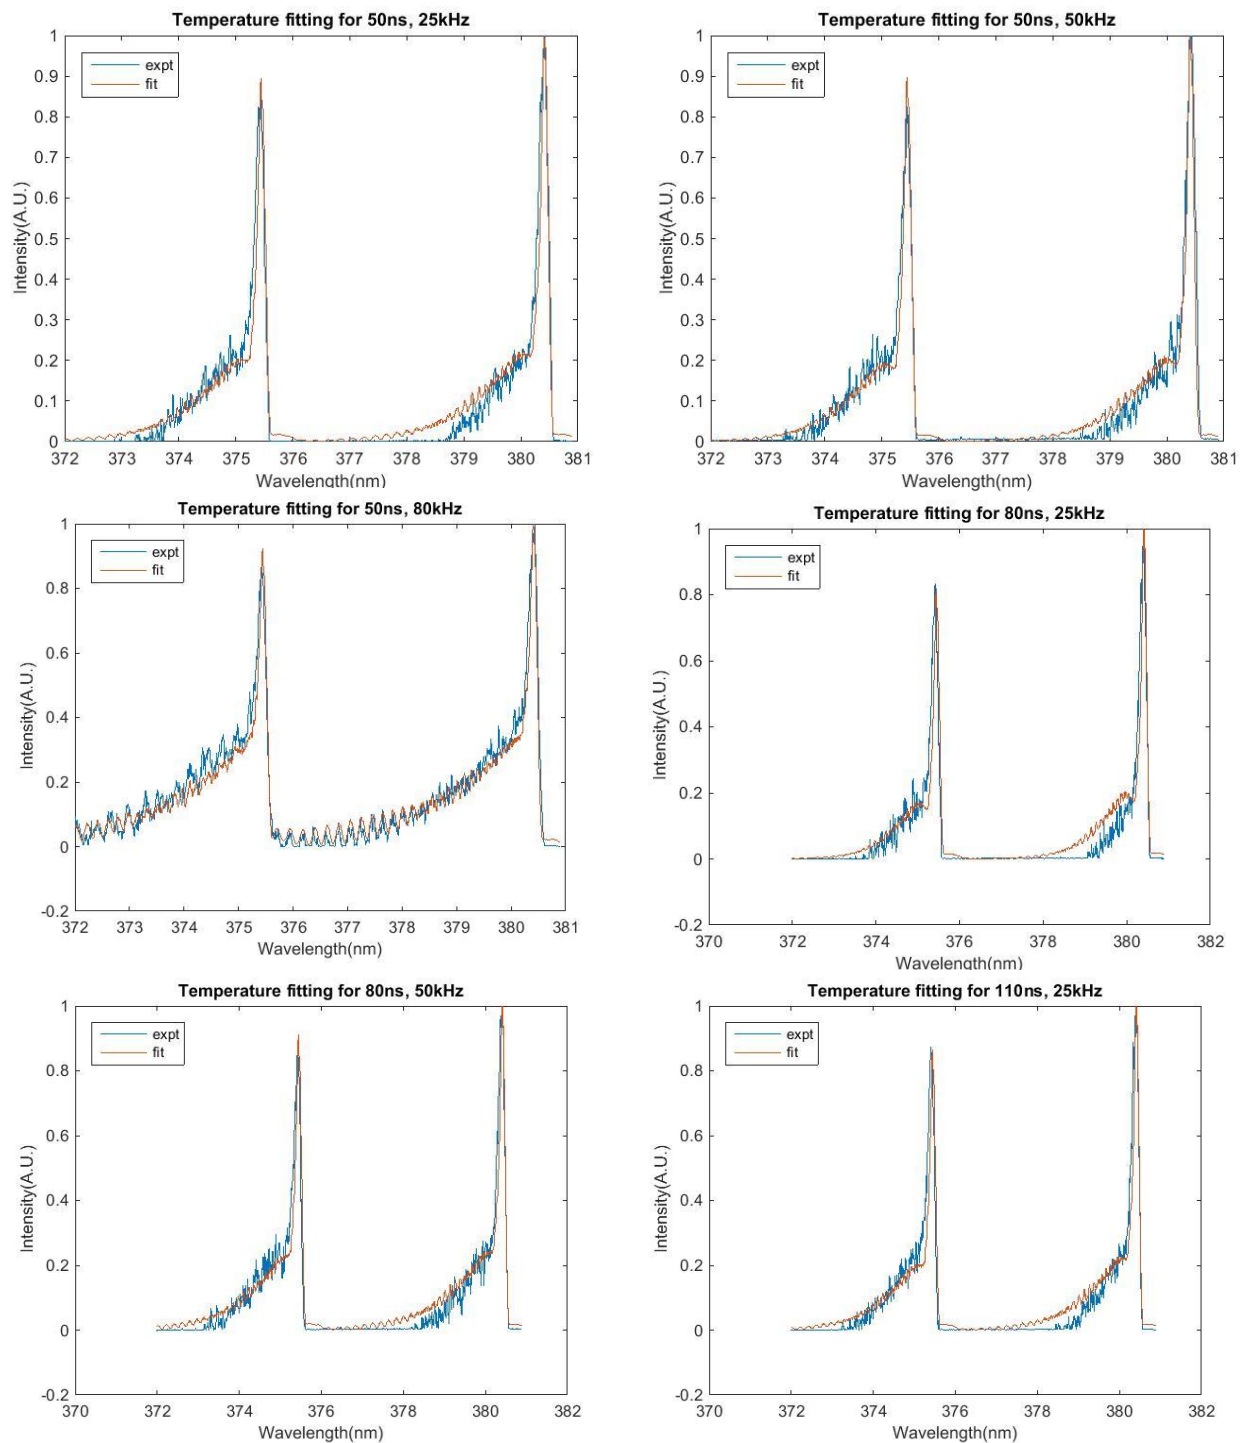 Temperature fitting for 50ns, 25kHz
1
0.9
0.8
0.7
0.6
0.5
0.4
0.3
0.2
0.1
0
Intensity(A.U.)
expt
fit
372 373 374 375 376 377 378 379 380 381
Wavelength(nm)
Temperature fitting for 50ns, 50kHz
1
0.9
0.8
0.7
0.6
0.5
0.4
0.3
0.2
0.1
0
Intensity(A.U.)
expt
fit
372 373 374 375 376 377 378 379 380 381
Wavelength(nm)
Temperature fitting for 50ns, 80kHz
1
0.8
0.6
0.4
0.2
0
-0.2
Intensity(A.U.)
expt
fit
372 373 374 375 376 377 378 379 380 381
Wavelength(nm)
Temperature fitting for 80ns, 25kHz
1
0.8
0.6
0.4
0.2
0
-0.2
Intensity(A.U.)
expt
fit
370 372 374 376 378 380 382
Wavelength(nm)
Temperature fitting for 80ns, 50kHz
1
0.8
0.6
0.4
0.2
0
-0.2
Intensity(A.U.)
expt
fit
370 372 374 376 378 380 382
Wavelength(nm)
Temperature fitting for 110ns, 25kHz
1
0.8
0.6
0.4
0.2
0
-0.2
Intensity(A.U.)
expt
fit
370 372 374 376 378 380 382
Wavelength(nm)